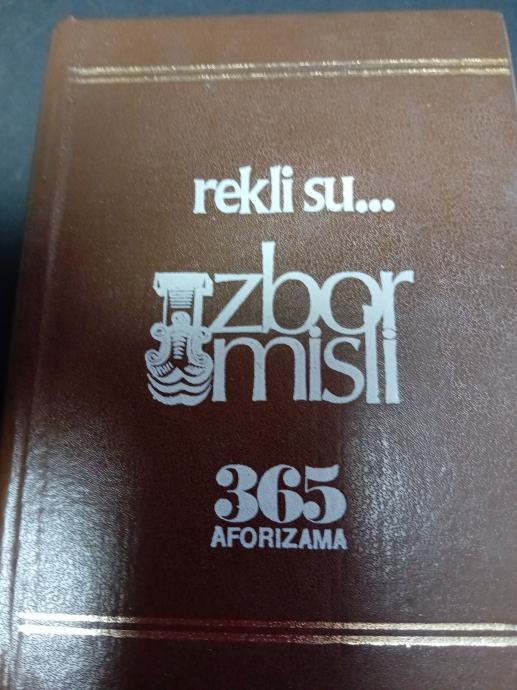 rekli su...
Izbor
misli
365
AFORIZAMA